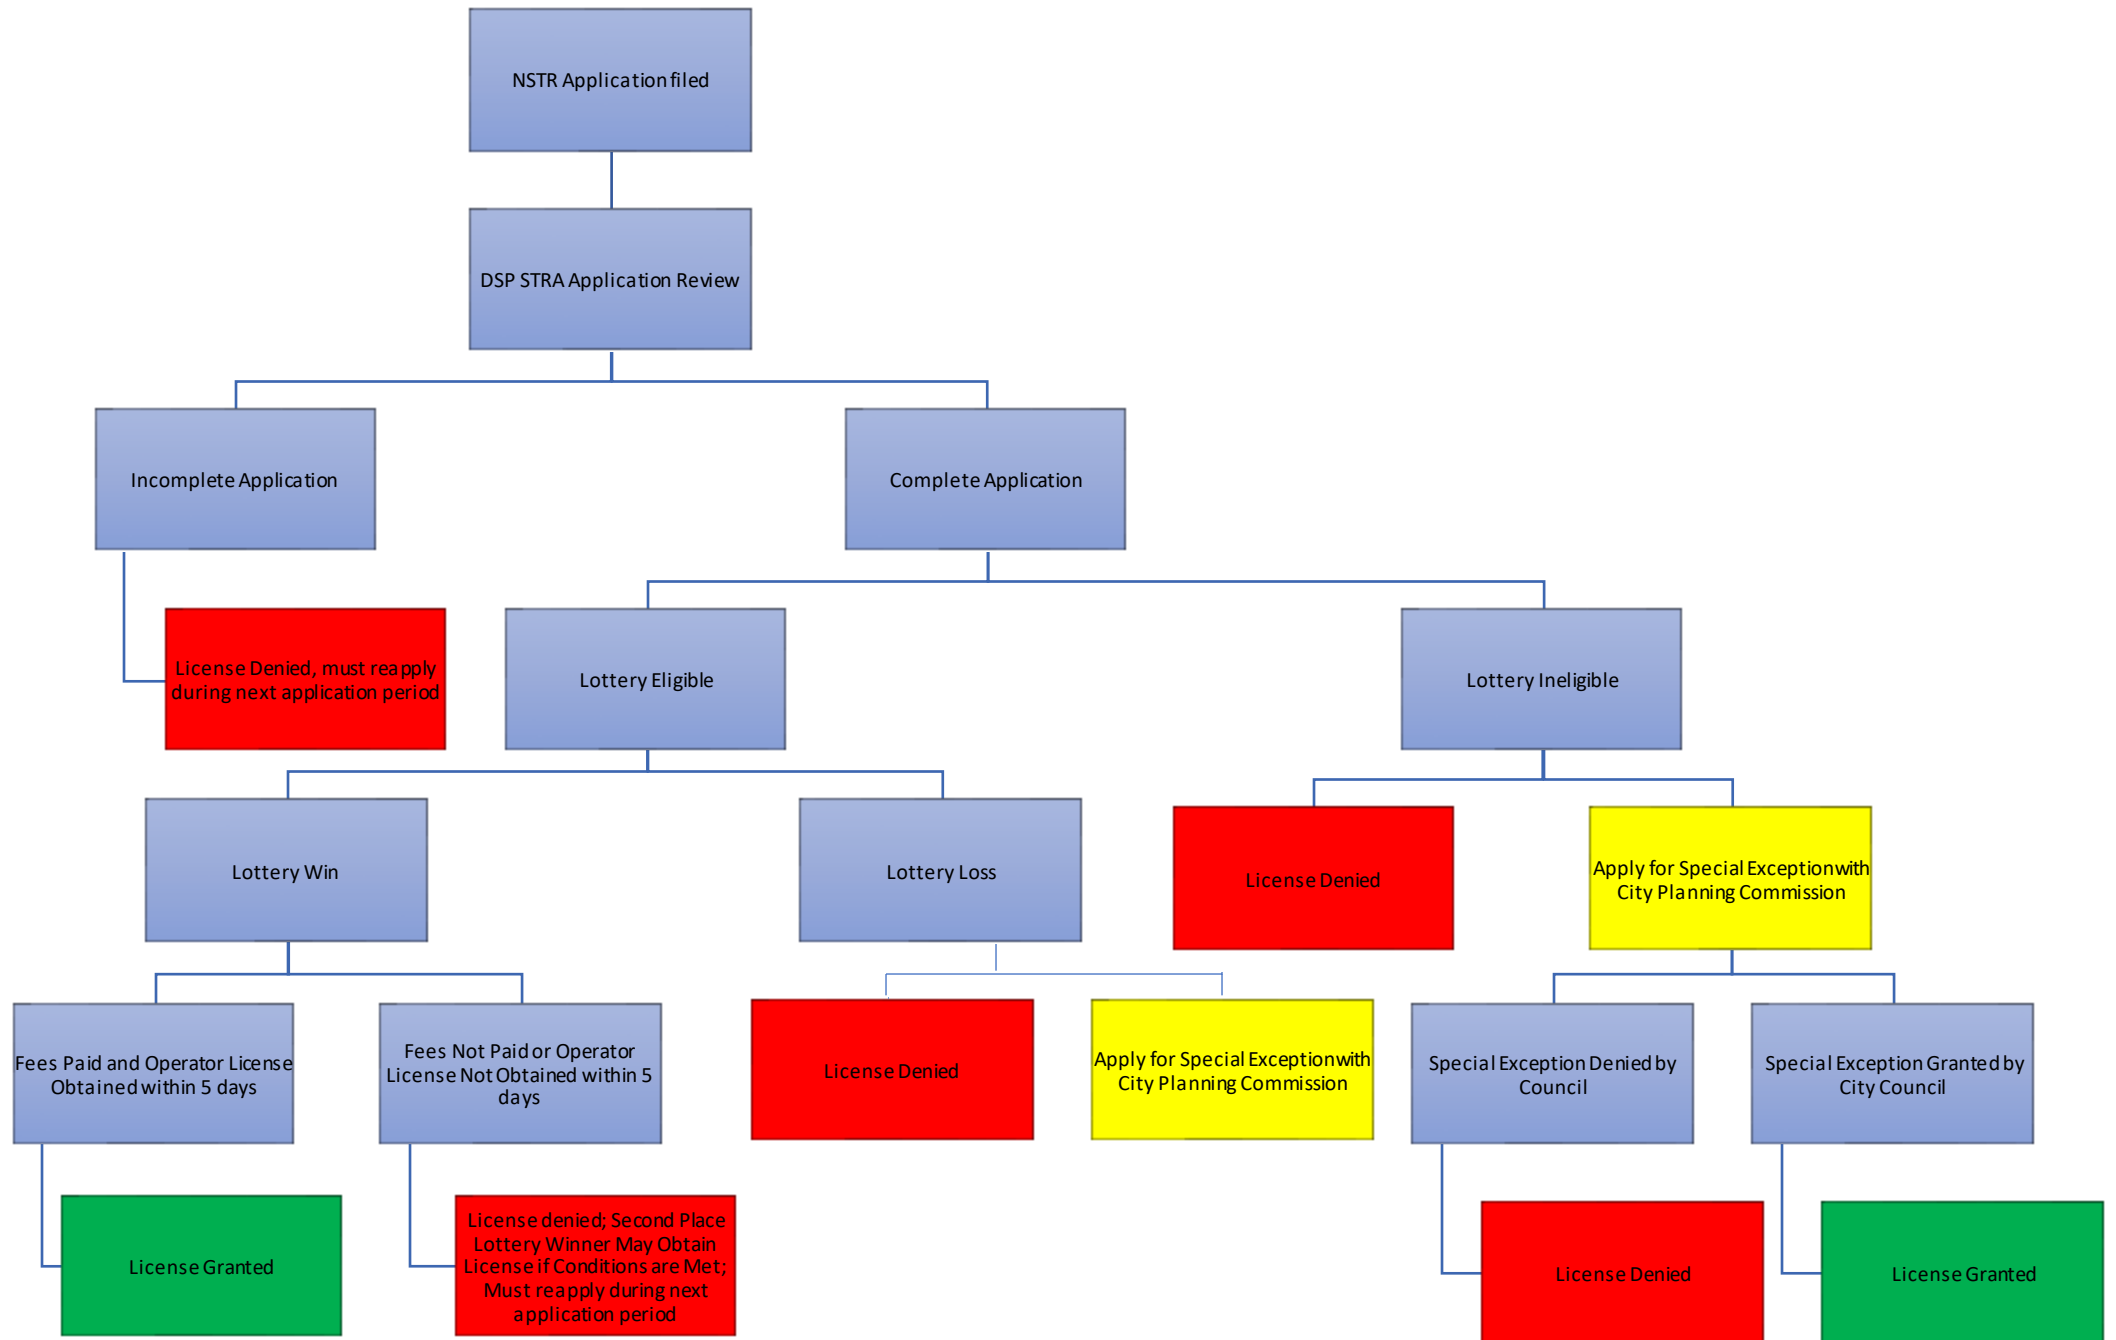 NSTR Application filed
DSP STRA Application Review
Incomplete Application
Complete Application
License Denied, must reapply
during next application period
Lottery Eligible
Lottery Ineligible
Lottery Win
Lottery Loss
License Denied
Apply for Special Exceptionwith
City Planning Commission
Fees Paid and Operator License
Obtained within 5 days
Fees Not Paid or Operator
License Not Obtained within 5
days
License Denied
Apply for Special Exceptionwith
City Planning Commission
Special Exception Denied by
Council
Special Exception Granted by
City Council
License Granted
License denied; Second Place
Lottery Winner May Obtain
License if Conditions are Met;
Must reapply during next
application period
License Denied
License Granted